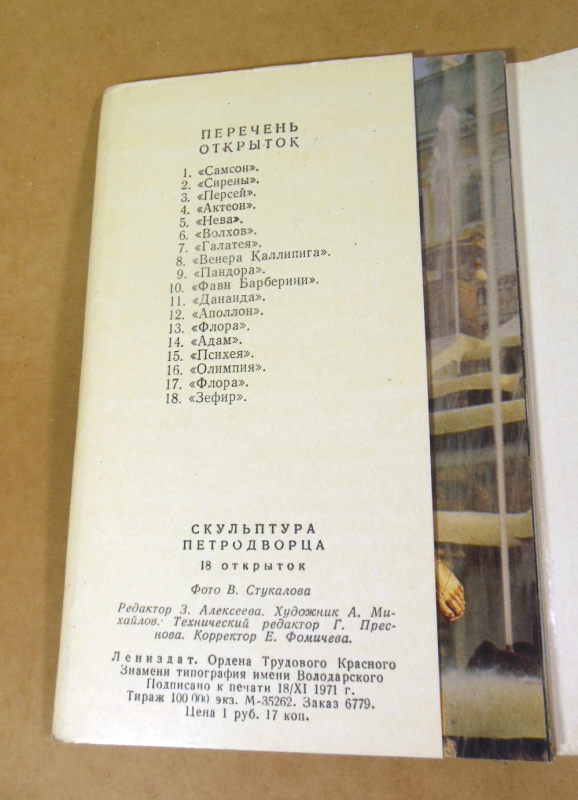 ПЕРЕЧЕНЬ
ОТКРЫТОК
1. «Самсон».
2. «Сирены».
3. «Персей».
4. «Актеон».
5. «Нева».
6. «Волхов».
7. «Галатея».
8. «Венера Каллипига».
9. «Пандора».
10. «Фавн Барберини».
11. «Данаида».
12. «Аполлон».
13. «Флора».
14. «Адам».
15. «Психея».
16. «Олимпия».
17. «Флора».
18. «Зефир».
СКУЛЬПТУРА
ПЕТРОДВОРЦА
18 открыток
Фото В. Стукалова
Редактор З. Алексеева. Художник А. Ми-
хайлов. Технический редактор Г. Прес-
нова. Корректор Е. Фомичева.
Лениздат. Ордена Трудового Красного
Знамени типография имени Володарского
Подписано к печати 18/XI 1971 г.
Тираж 100 000 экз. М-35262. Заказ 6779.
Цена 1 руб. 17 коп.